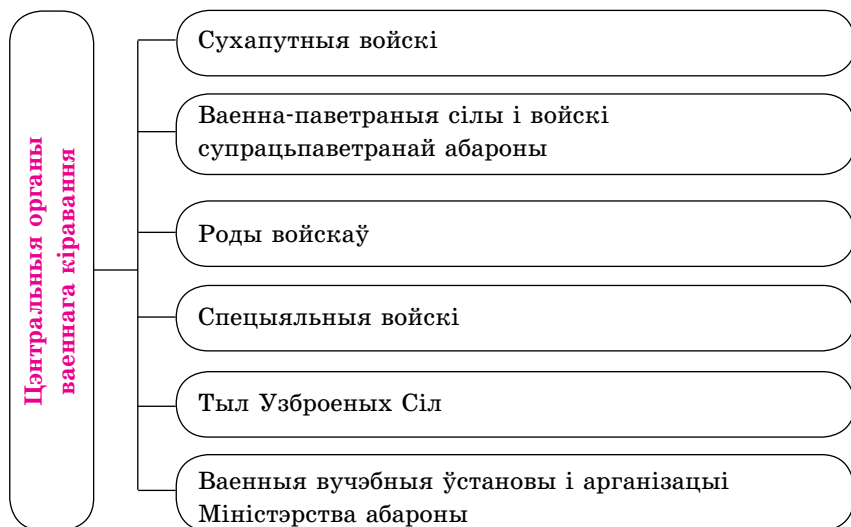 Цэнтральныя органы
ваеннага кіравання
Сухапутныя войскі
Ваенна-паветраныя сілы і войскі
супрацьпаветранай абароны
Роды войскаў
Спецыяльныя войскі
Тыл Узброеных Сіл
Ваенныя вучэбныя ўстановы і арганізацыі
Міністэрства абароны